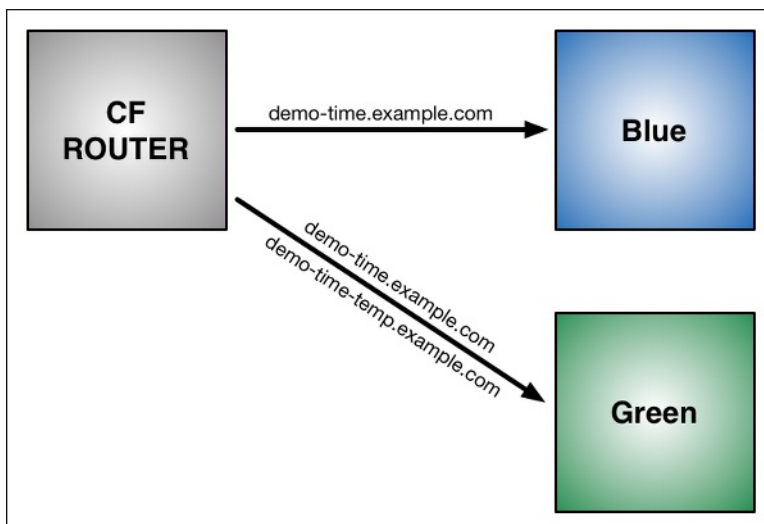 CF
ROUTER
demo-time.example.com
Blue
demo-time.example.com
demo-time-temp.example.com
Green